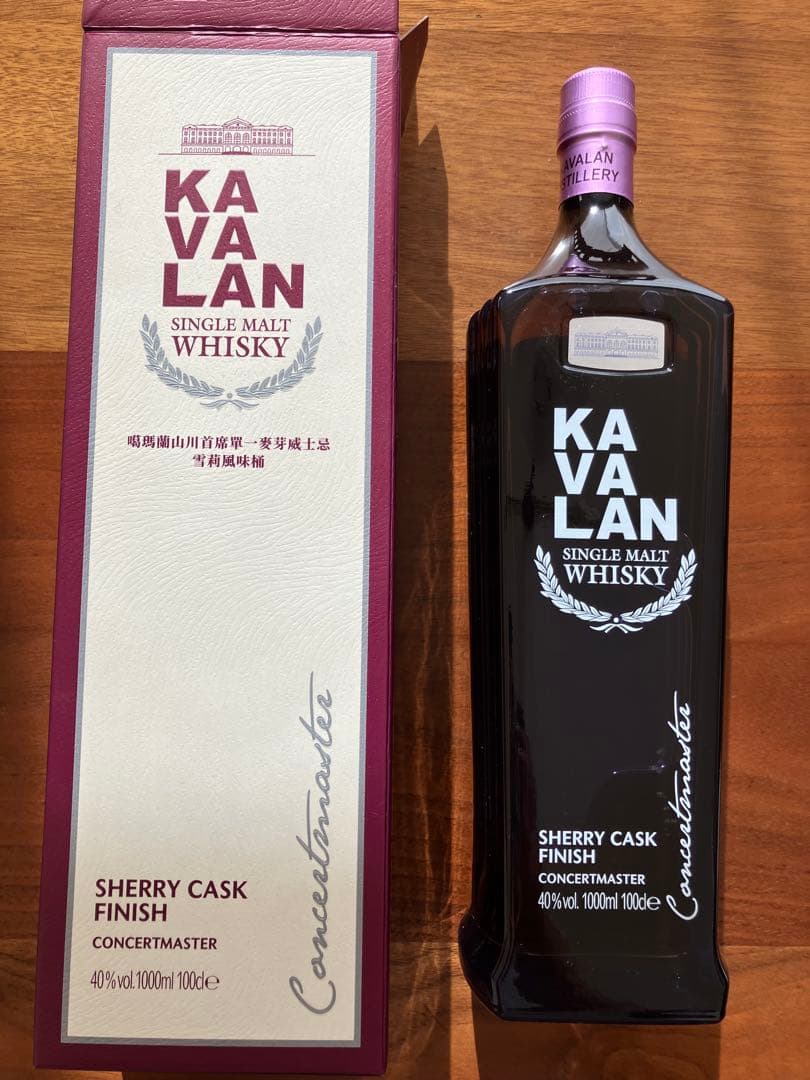 KA
VA
LAN
SINGLE MALT
WHISKY
噶瑪蘭山川首席單一麥芽威士忌
雪莉風味桶
Concertmaster
SHERRY CASK
FINISH
CONCERTMASTER
40%vol. 1000ml 100cl℮
AVALAN
STILLERY
KA
VA
LAN
SINGLE MALT
WHISKY
Concertmaster
SHERRY CASK
FINISH
CONCERTMASTER
40%vol. 1000ml 100cl℮